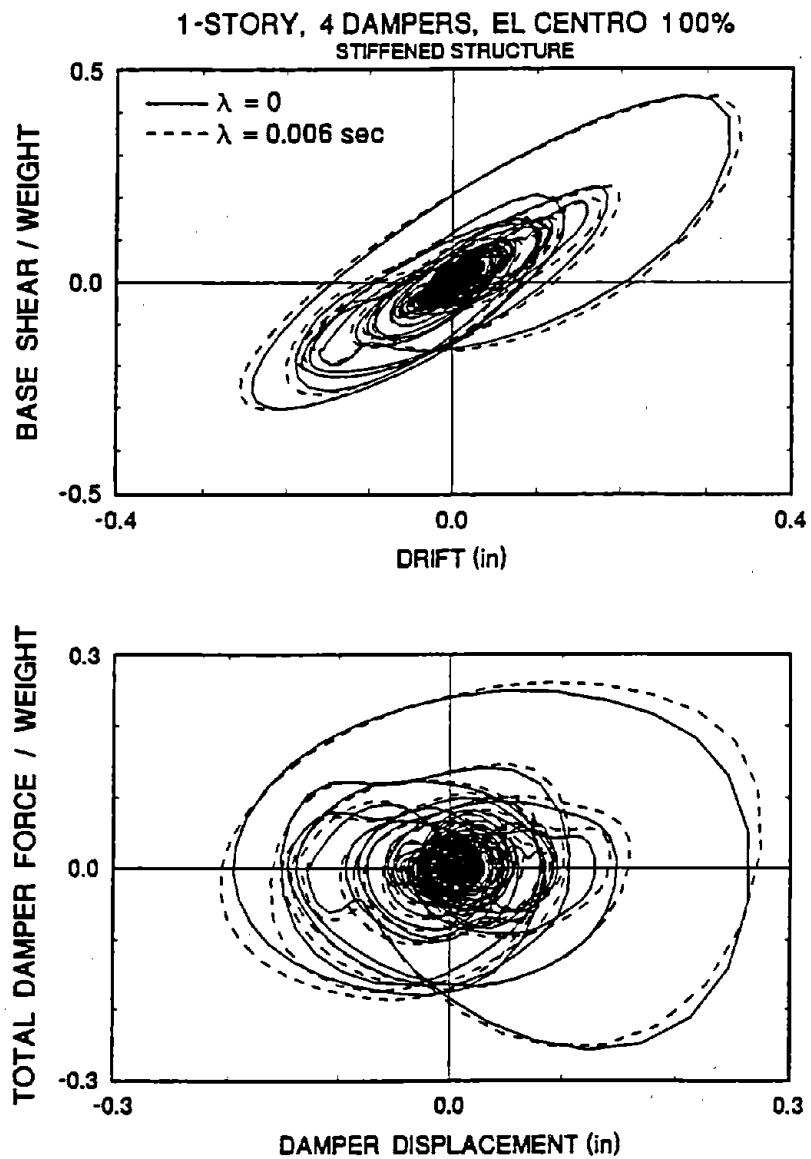 1-STORY, 4 DAMPERS, EL CENTRO 100%
STIFFENED STRUCTURE
0.5
λ = 0
λ = 0.006 sec
BASE SHEAR / WEIGHT
0.0
-0.5
-0.4
0.0
0.4
DRIFT (in)
0.3
TOTAL DAMPER FORCE / WEIGHT
0.0
-0.3
-0.3
0.0
0.3
DAMPER DISPLACEMENT (in)